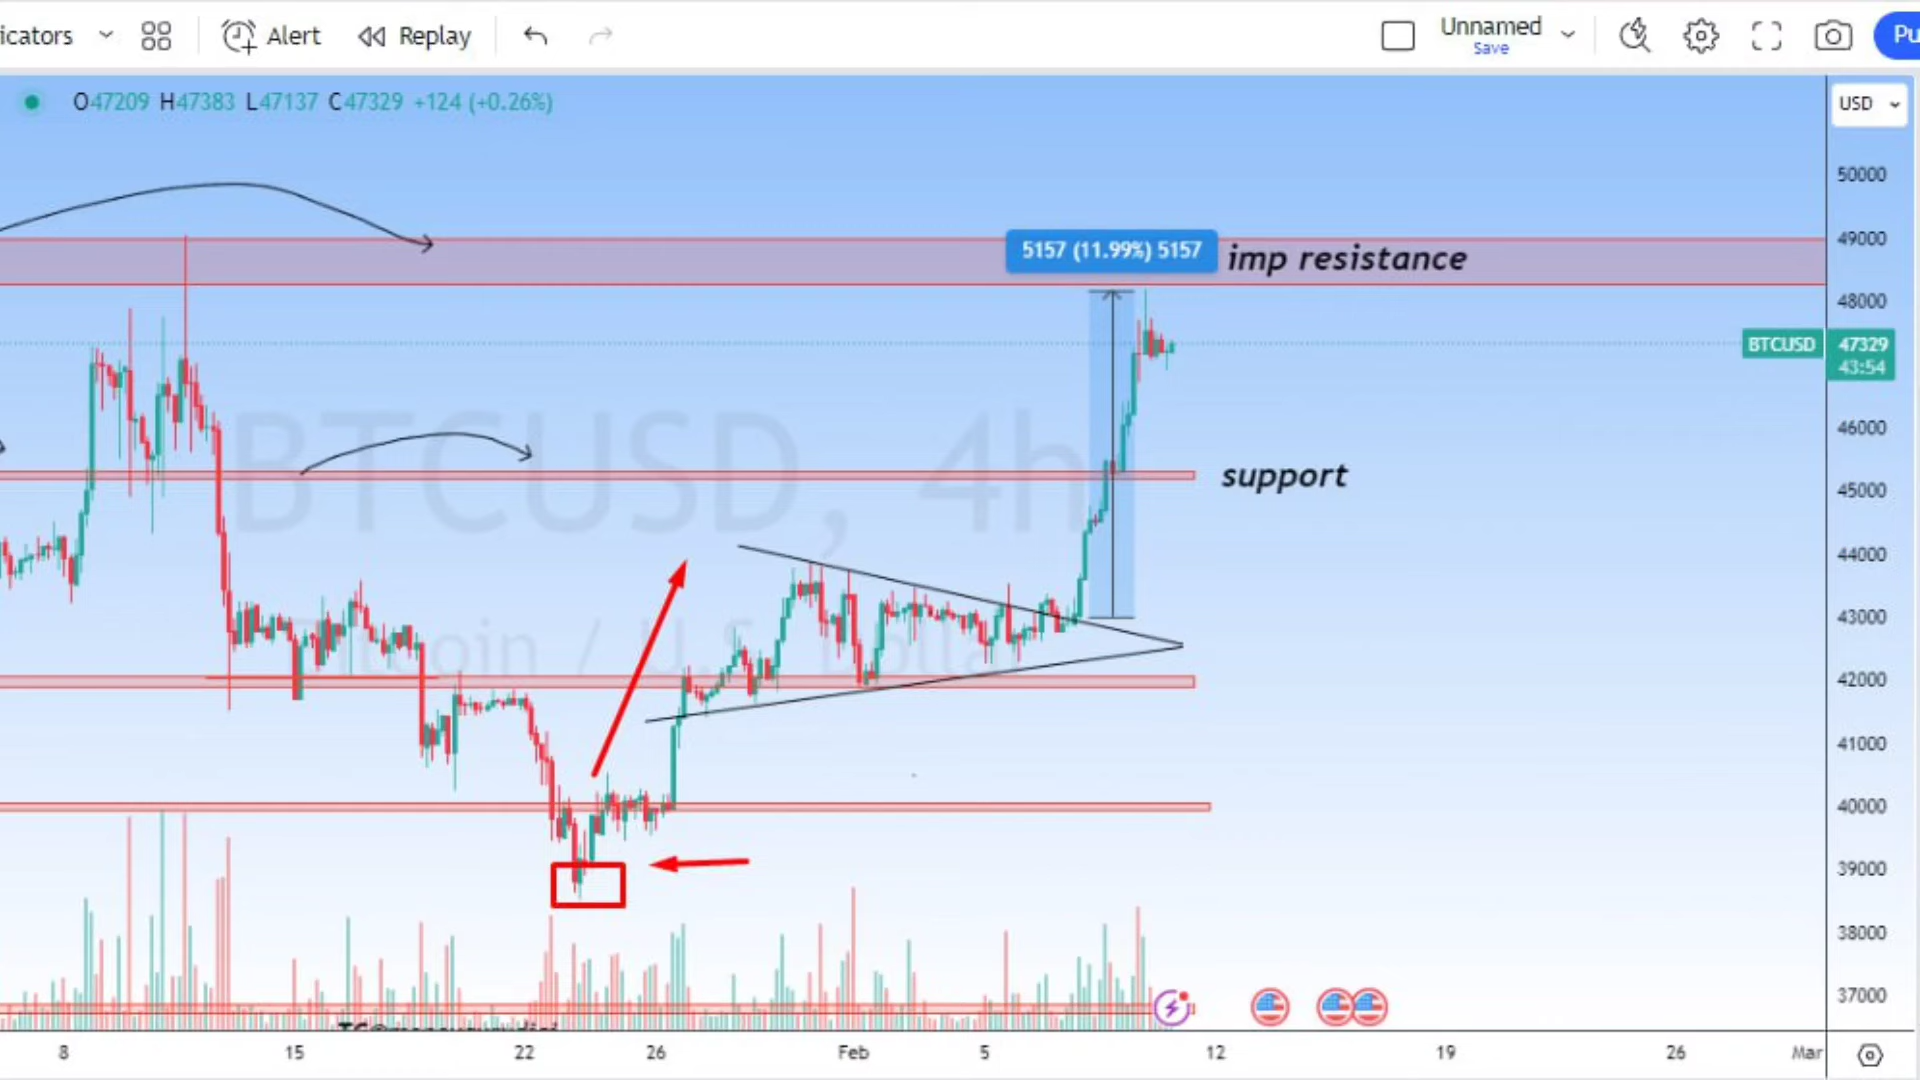 icators
Alert
Replay
Unnamed
Save
Pu
O47209 H47383 L47137 C47329 +124 (+0.26%)
USD
50000
49000
48000
BTCUSD 47329
43:54
46000
45000
44000
43000
42000
41000
40000
39000
38000
37000
5157 (11.99%) 5157
imp resistance
support
BTCUSD, 4h
Bitcoin / U.S. Dollar
8 15 22 26 Feb 5 12 19 26 Mar